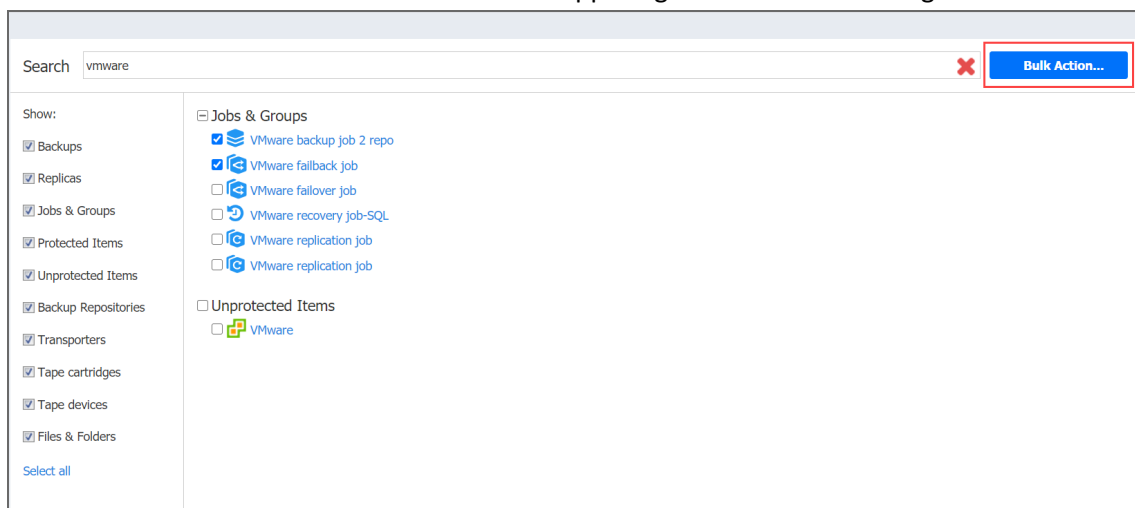 Search vmware Bulk Action...
Show:
Backups
Replicas
Jobs & Groups
Protected Items
Unprotected Items
Backup Repositories
Transporters
Tape cartridges
Tape devices
Files & Folders
Select all
Jobs & Groups
VMware backup job 2 repo
VMware failback job
VMware failover job
VMware recovery job-SQL
VMware replication job
VMware replication job
Unprotected Items
VMware